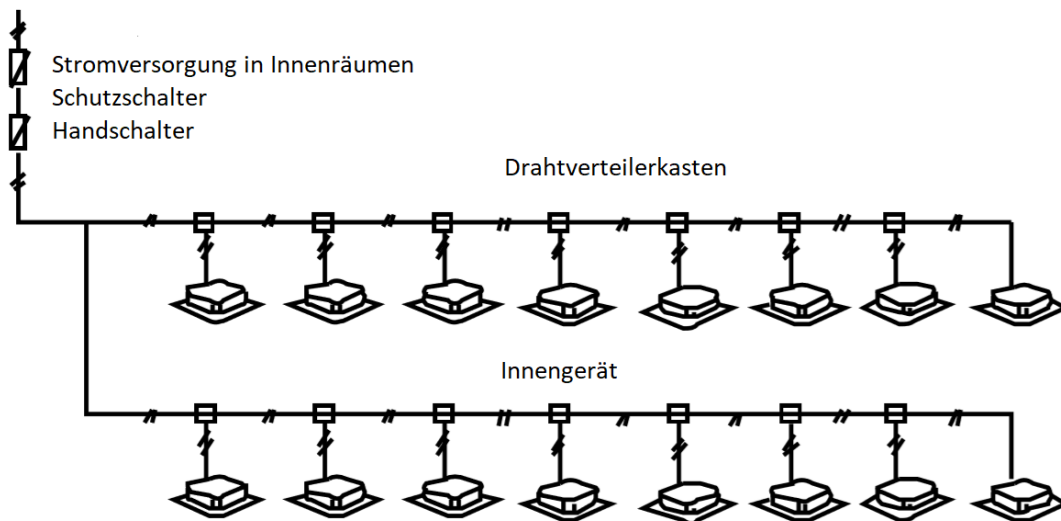 Stromversorgung in Innenräumen
Schutzschalter
Handschalter
Drahtverteilerkasten
Innengerät